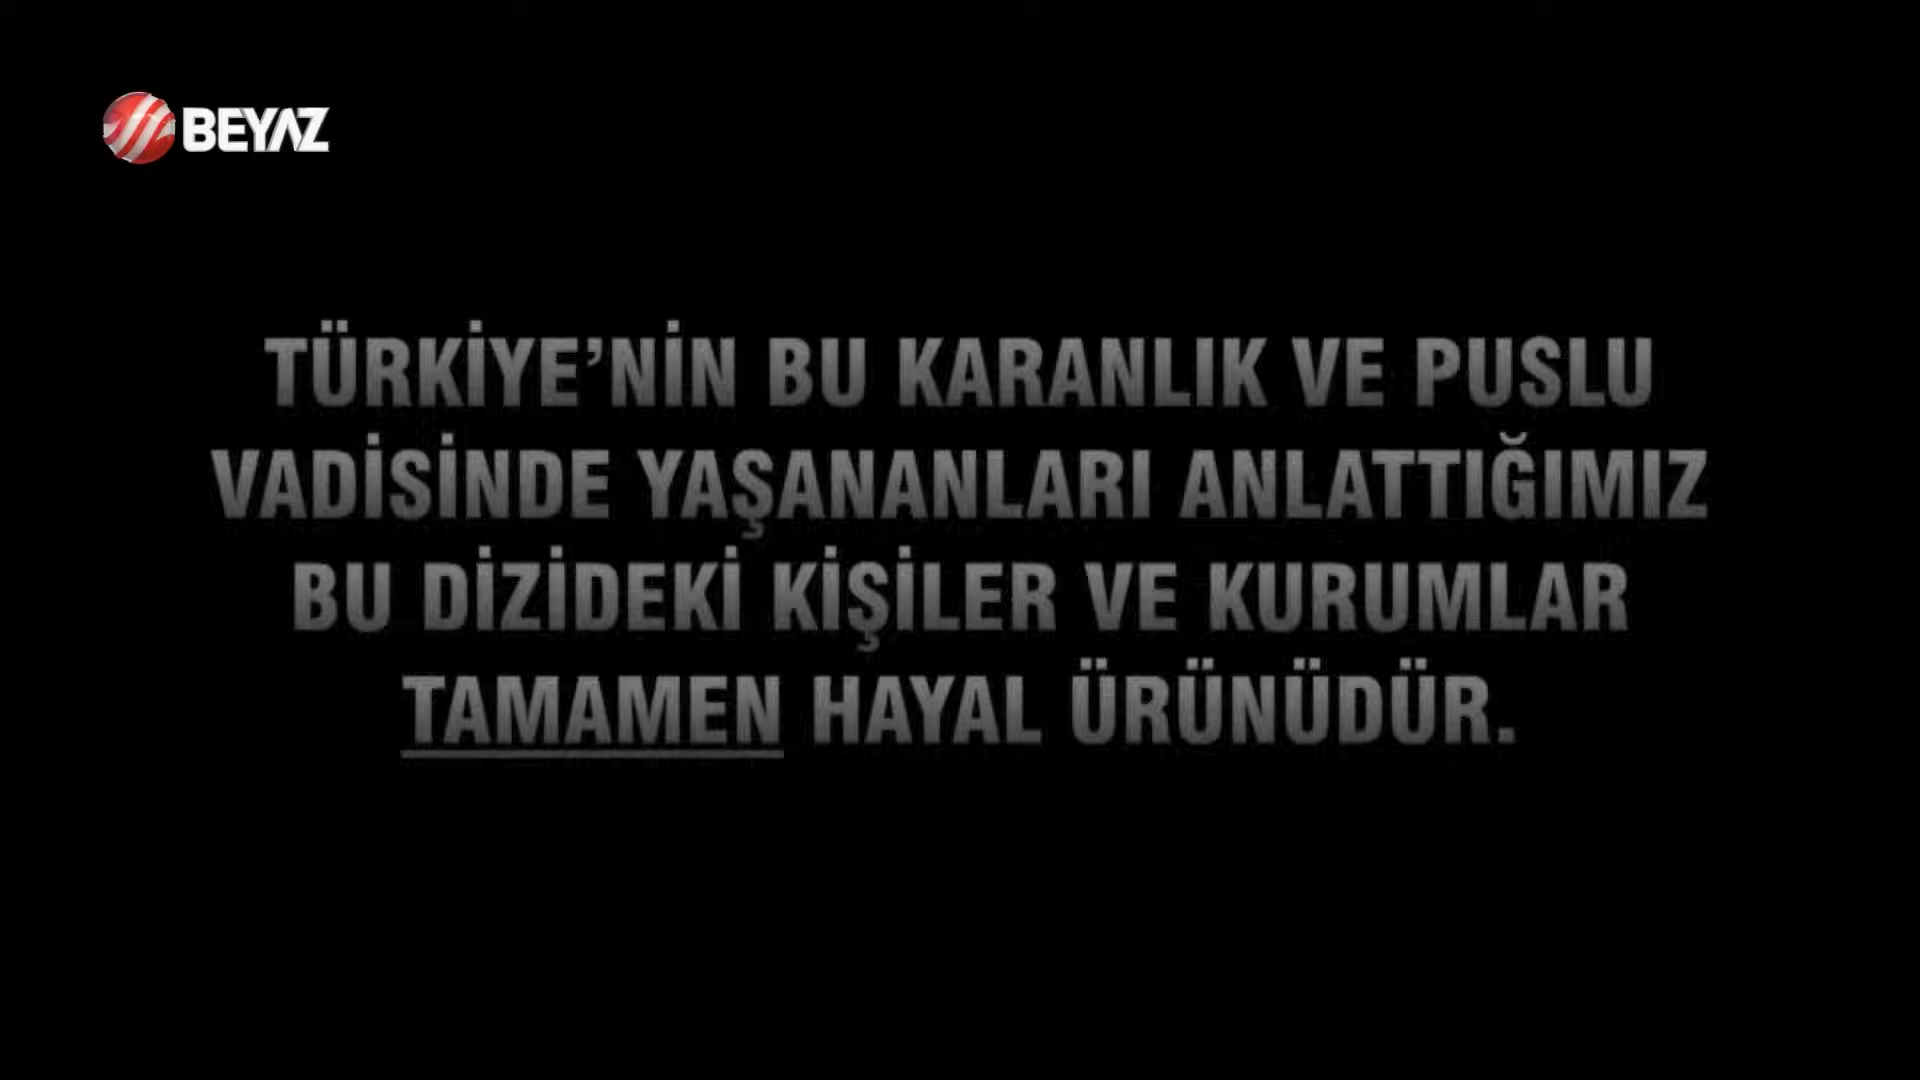 BEYAZ
TÜRKİYE’NİN BU KARANLIK VE PUSLU
VADİSİNDE YAŞANANLARI ANLATTIĞIMIZ
BU DİZİDEKİ KİŞİLER VE KURUMLAR
TAMAMEN HAYAL ÜRÜNÜDÜR.